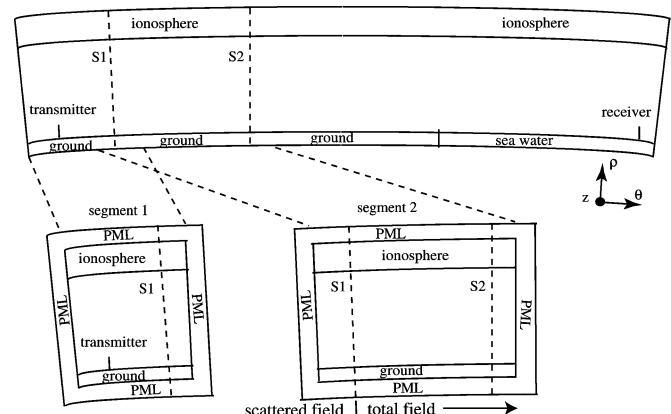 ionosphere ionosphere
S1 S2
transmitter receiver
ground ground ground sea water
ρ
z θ
segment 1 segment 2
PML PML
ionosphere ionosphere
S1 S1 S2
PML PML PML PML
transmitter
ground ground
PML PML
scattered field total field